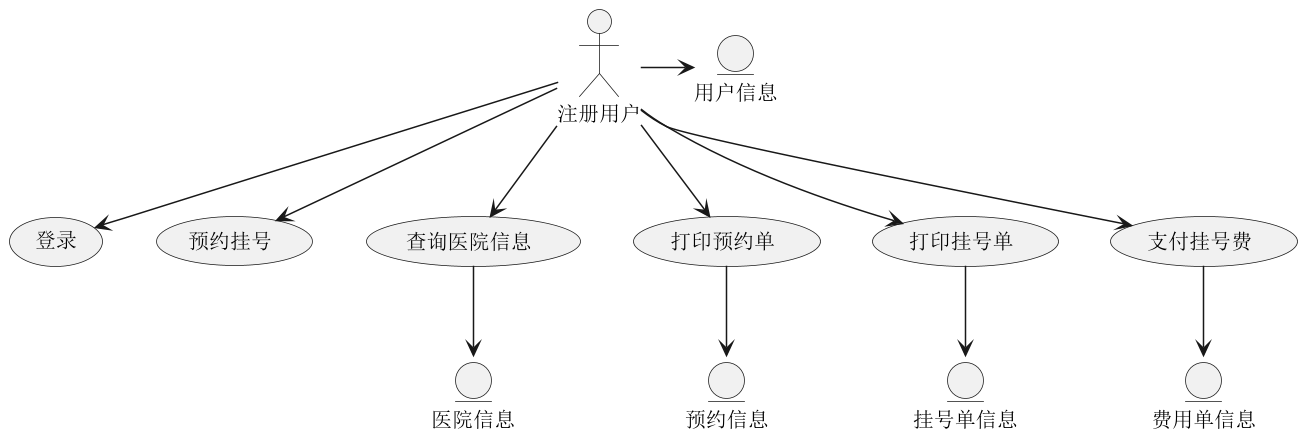 用户信息
注册用户
登录
预约挂号
查询医院信息
打印预约单
打印挂号单
支付挂号费
医院信息
预约信息
挂号单信息
费用单信息